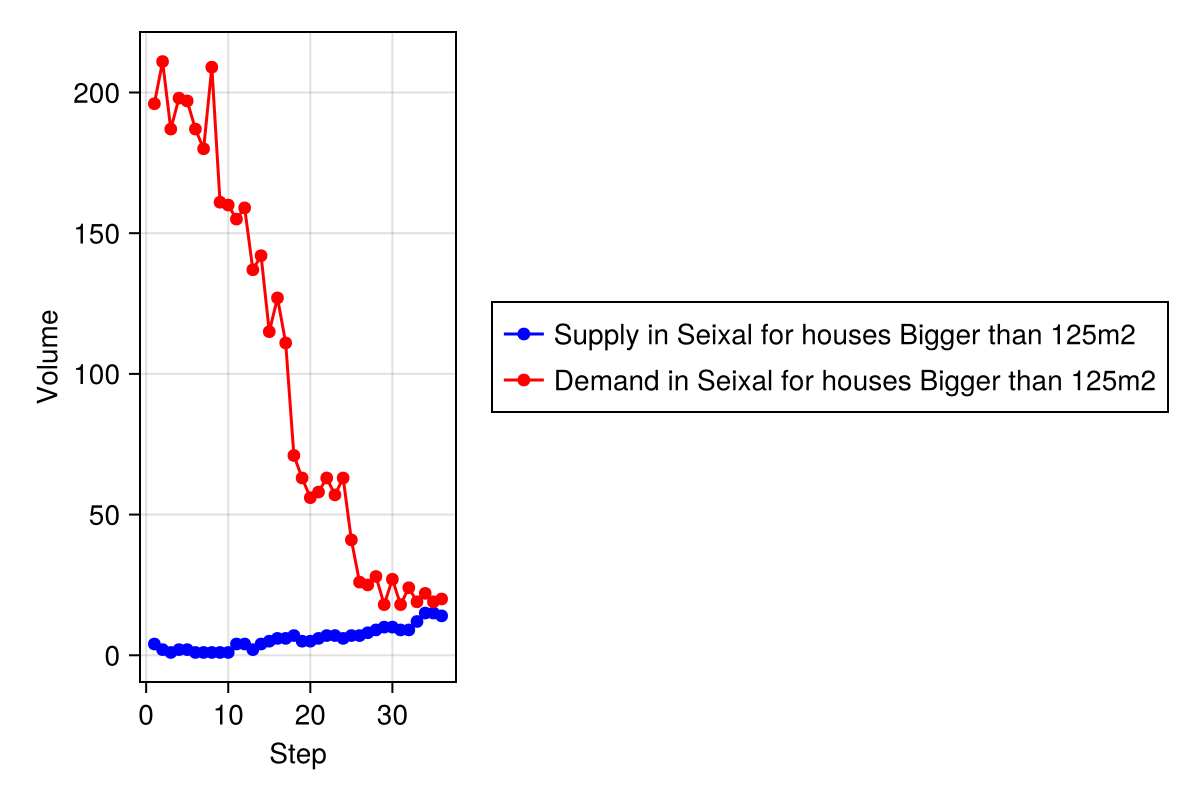 200
150
100
50
0
Volume
0 10 20 30
Step
Supply in Seixal for houses Bigger than 125m2
Demand in Seixal for houses Bigger than 125m2